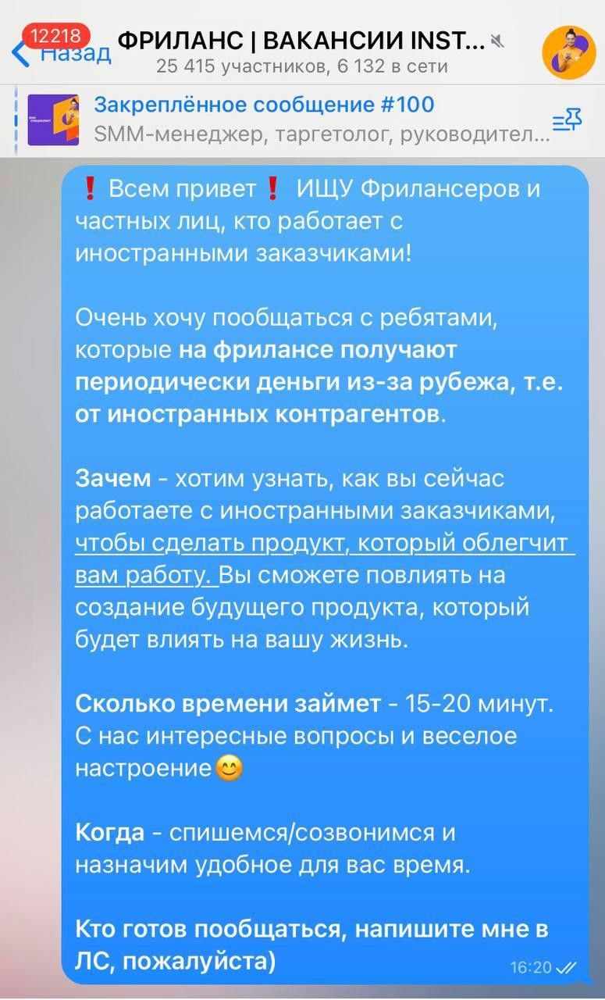 12218
Назад
ФРИЛАНС | ВАКАНСИИ INST...
25 415 участников, 6 132 в сети
Закреплённое сообщение #100
SMM-менеджер, таргетолог, руководител...
❗ Всем привет❗ ИЩУ Фрилансеров и
частных лиц, кто работает с
иностранными заказчиками!
Очень хочу пообщаться с ребятами,
которые на фрилансе получают
периодически деньги из-за рубежа, т.е.
от иностранных контрагентов.
Зачем - хотим узнать, как вы сейчас
работаете с иностранными заказчиками,
чтобы сделать продукт, который облегчит
вам работу. Вы сможете повлиять на
создание будущего продукта, который
будет влиять на вашу жизнь.
Сколько времени займет - 15-20 минут.
С нас интересные вопросы и веселое
настроение😊
Когда - спишемся/созвонимся и
назначим удобное для вас время.
Кто готов пообщаться, напишите мне в
ЛС, пожалуйста)
16:20